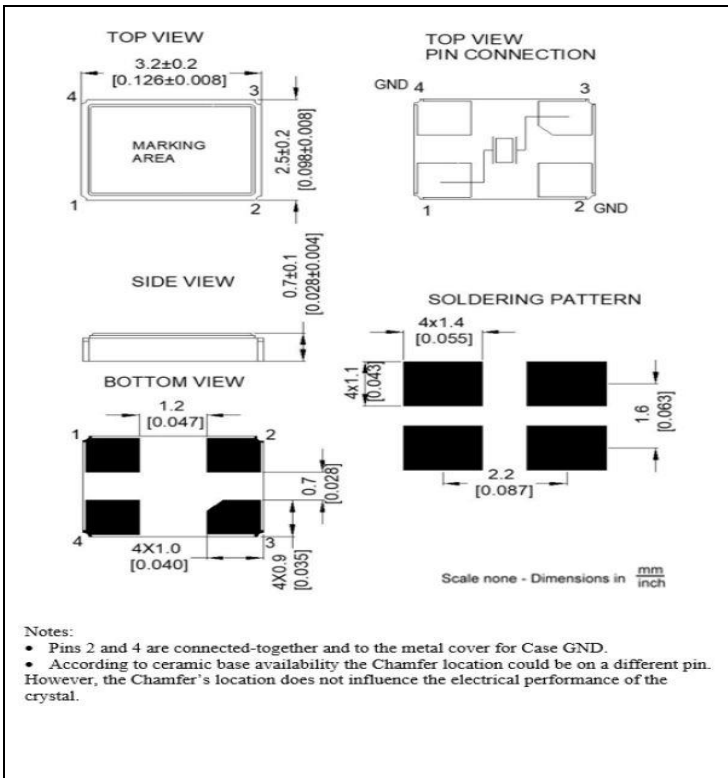 TOP VIEW
3.2±0.2
[0.126±0.008]
4
3
MARKING
AREA
2.5±0.2
[0.098±0.008]
1
2
TOP VIEW
PIN CONNECTION
GND 4
3
1
2 GND
SIDE VIEW
0.7±0.1
[0.028±0.004]
BOTTOM VIEW
1.2
[0.047]
1
2
0.7
[0.028]
4
3
4X1.0
[0.040]
4X0.9
[0.035]
SOLDERING PATTERN
4x1.4
[0.055]
4x1.1
[0.043]
1.6
[0.063]
2.2
[0.087]
Scale none - Dimensions in mm
inch
Notes:
• Pins 2 and 4 are connected-together and to the metal cover for Case GND.
• According to ceramic base availability the Chamfer location could be on a different pin.
However, the Chamfer's location does not influence the electrical performance of the
crystal.